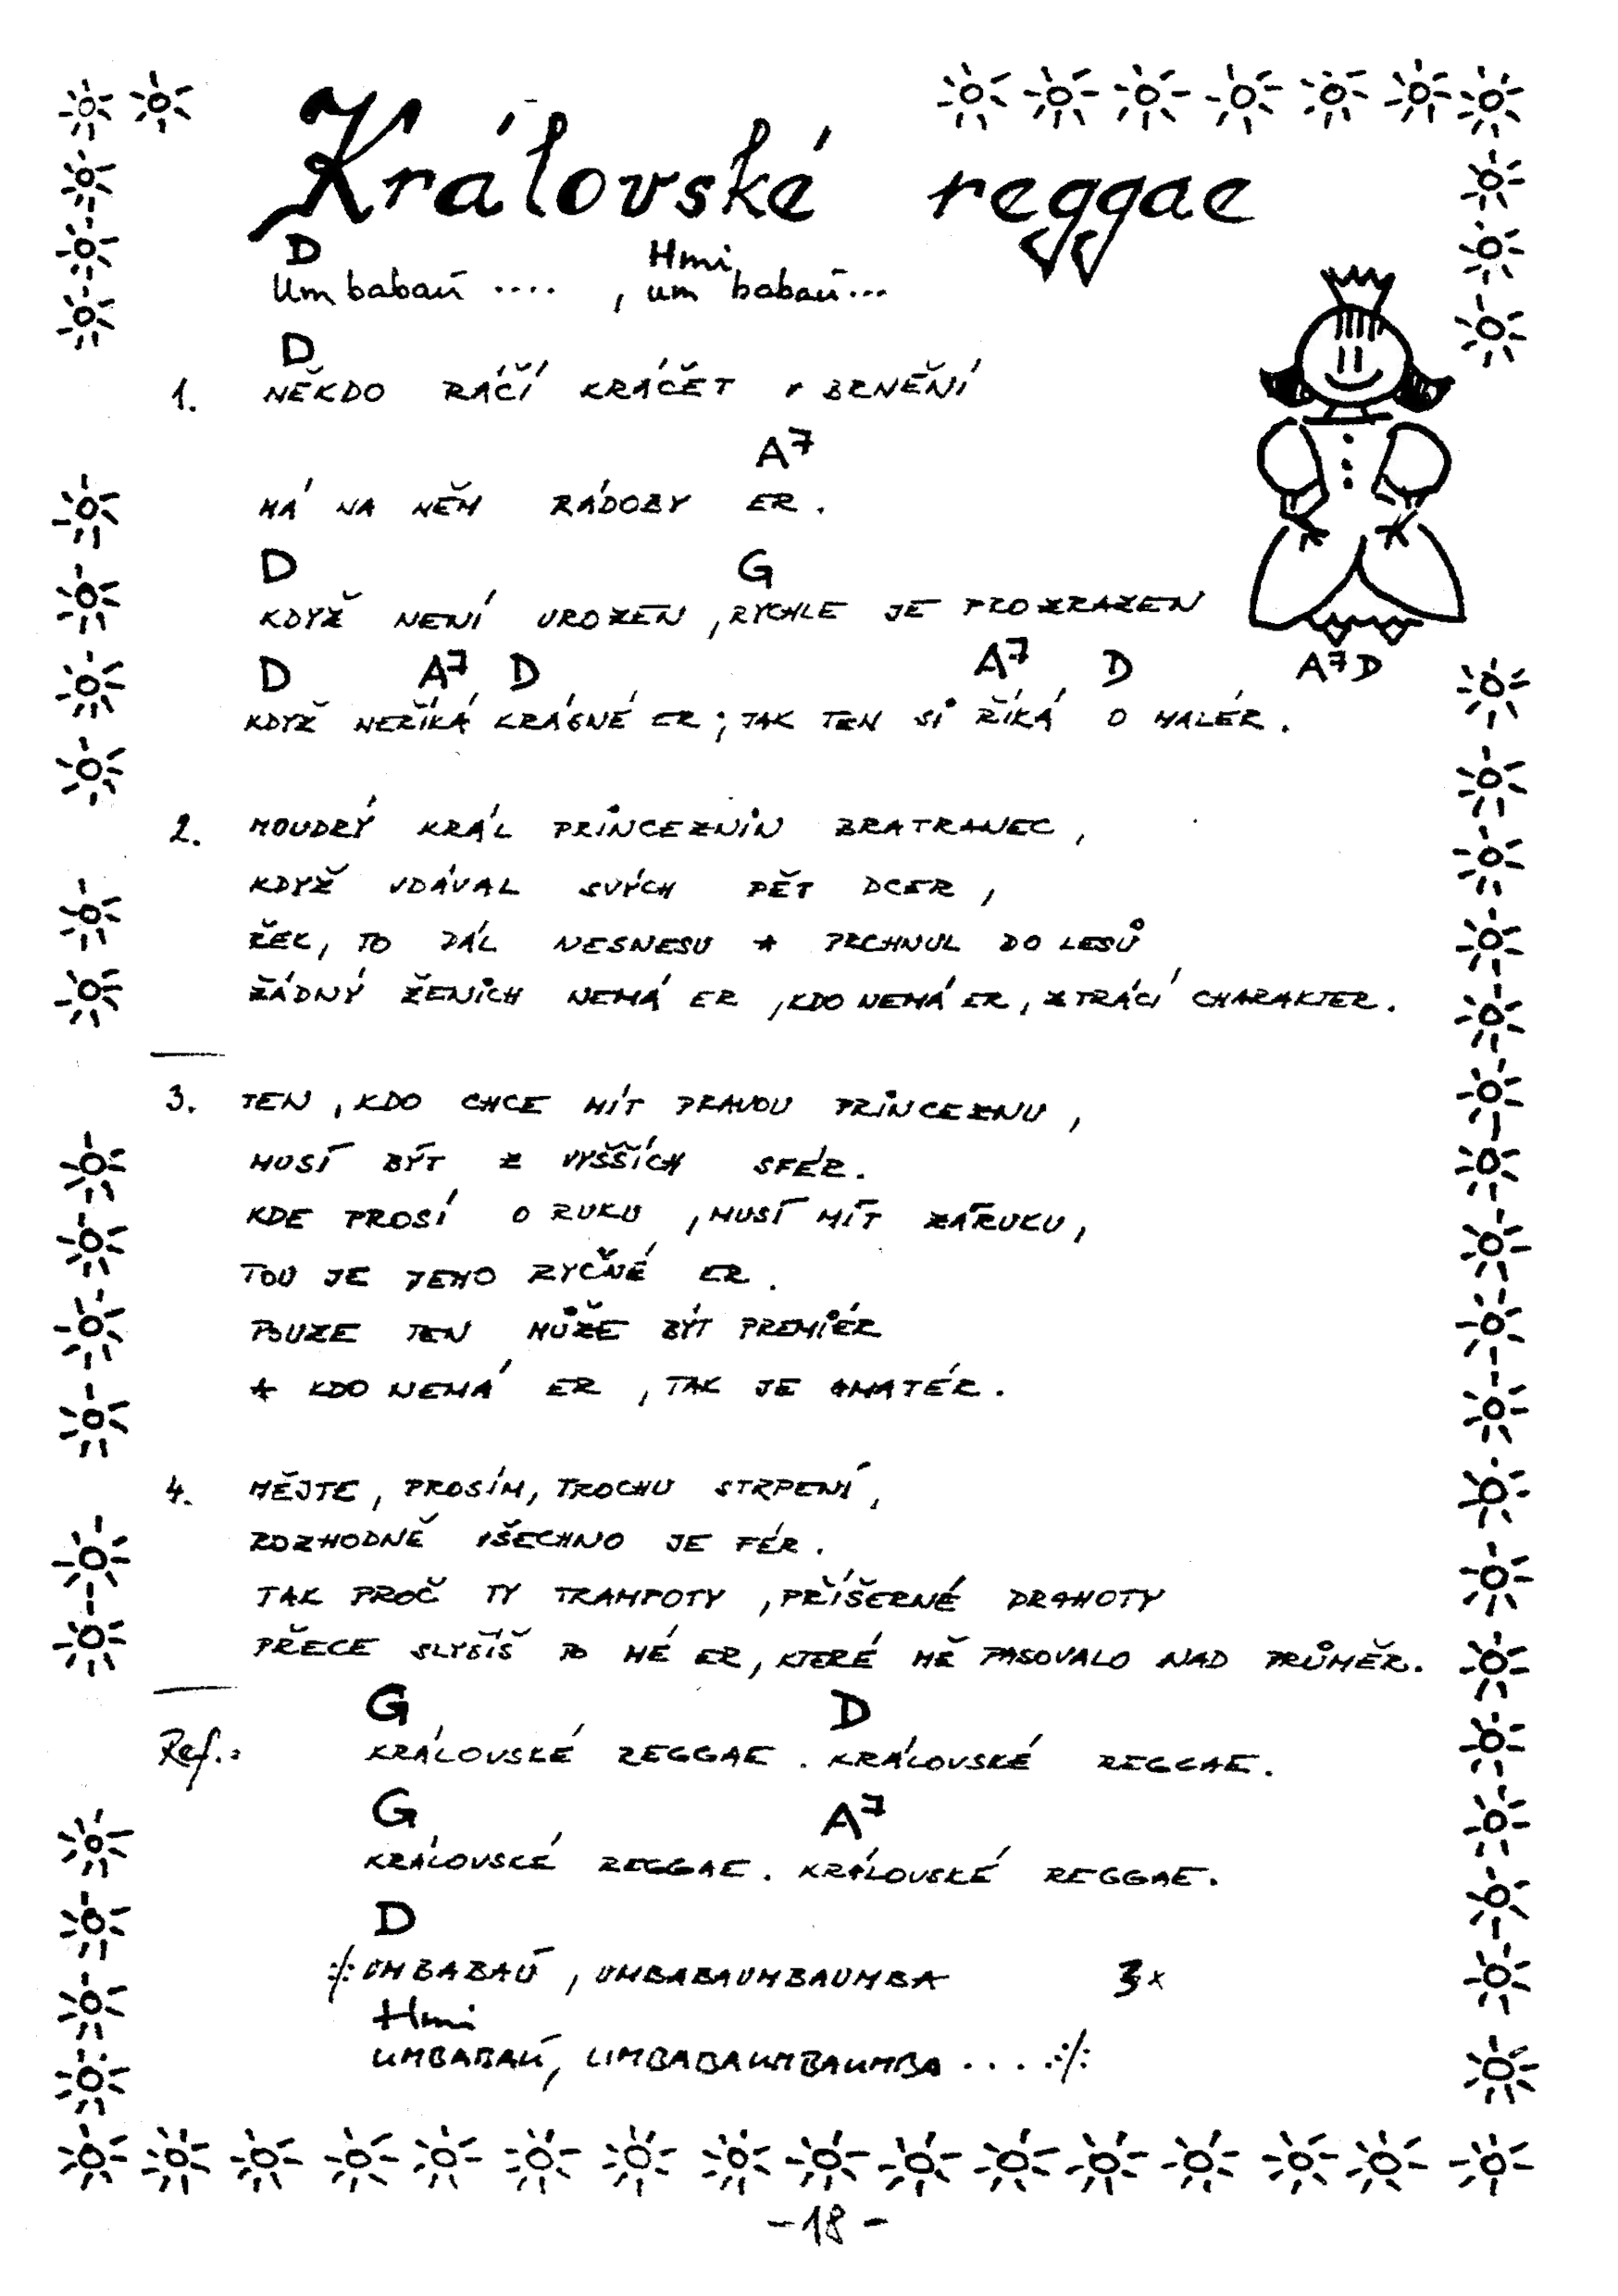 Královské reggae
D Hmi
Um babaú .... , um babaú...
D
1. NĚKDO RÁČÍ KRÁČET V BRNĚNÍ
A7
MÁ NA NĚM RÁDOBY ER.
D G
KDYŽ NENÍ UROZEN, RYCHLE JE PROZRAZEN
D A7 D A7 D A7 D
KDYŽ NEŘÍKÁ KRÁSNÉ ER; TAK TEN SI ŘÍKÁ O MALÉR.
2. MOUDRÝ KRÁL PRINCEZNIN BRATRANEC,
KDYŽ VDÁVAL SVÝCH PĚT DCER,
ŘEK, TO DÁL NESNESU A PRCHNUL DO LESŮ
ŽÁDNÝ ŽENICH NEMÁ ER, KDO NEMÁ ER, ZTRÁCÍ CHARAKTER.
3. TEN, KDO CHCE MÍT PRAVOU PRINCEZNU,
MUSÍ BÝT Z VYŠŠÍCH SFÉR.
KDE PROSÍ O RUKU, MUSÍ MÍT ZÁRUKU,
TOU JE JEHO RYČNÉ ER.
POUZE TEN MŮŽE BÝT PREMIÉR
A KDO NEMÁ ER, TAK JE AMATÉR.
4. MĚJTE, PROSÍM, TROCHU STRPENÍ,
ROZHODNĚ VŠECHNO JE FÉR.
TAK PROČ TY TRAMPOTY, PŘÍŠERNÉ DRAHOTY
PŘECE SLYŠÍŠ TO MÉ ER, KTERÉ MĚ PASOVALO NAD PRŮMĚR.
G D
Ref.: KRÁLOVSKÉ REGGAE. KRÁLOVSKÉ REGGAE.
G A7
KRÁLOVSKÉ REGGAE. KRÁLOVSKÉ REGGAE.
D
:/: UMBABAÚ, UMBABAUMBAUMBA 3x
Hmi
UMBABAÚ, UMBABAUMBAUMBA .... :/:
-18-